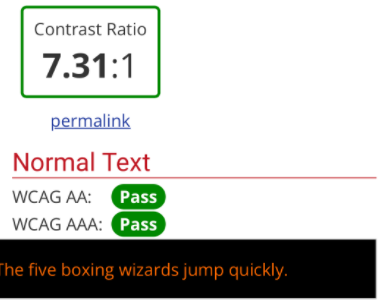 Contrast Ratio
7.31:1
permalink
Normal Text
WCAG AA: Pass
WCAG AAA: Pass
The five boxing wizards jump quickly.